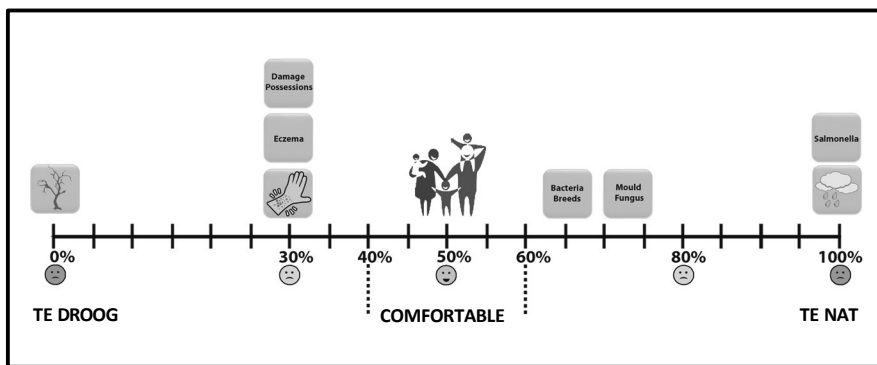 Damage
Possessions
Eczema
Salmonella
Bacteria
Breeds
Mould
Fungus
0% 30% 40% 50% 60% 80% 100%
TE DROOG COMFORTABLE TE NAT